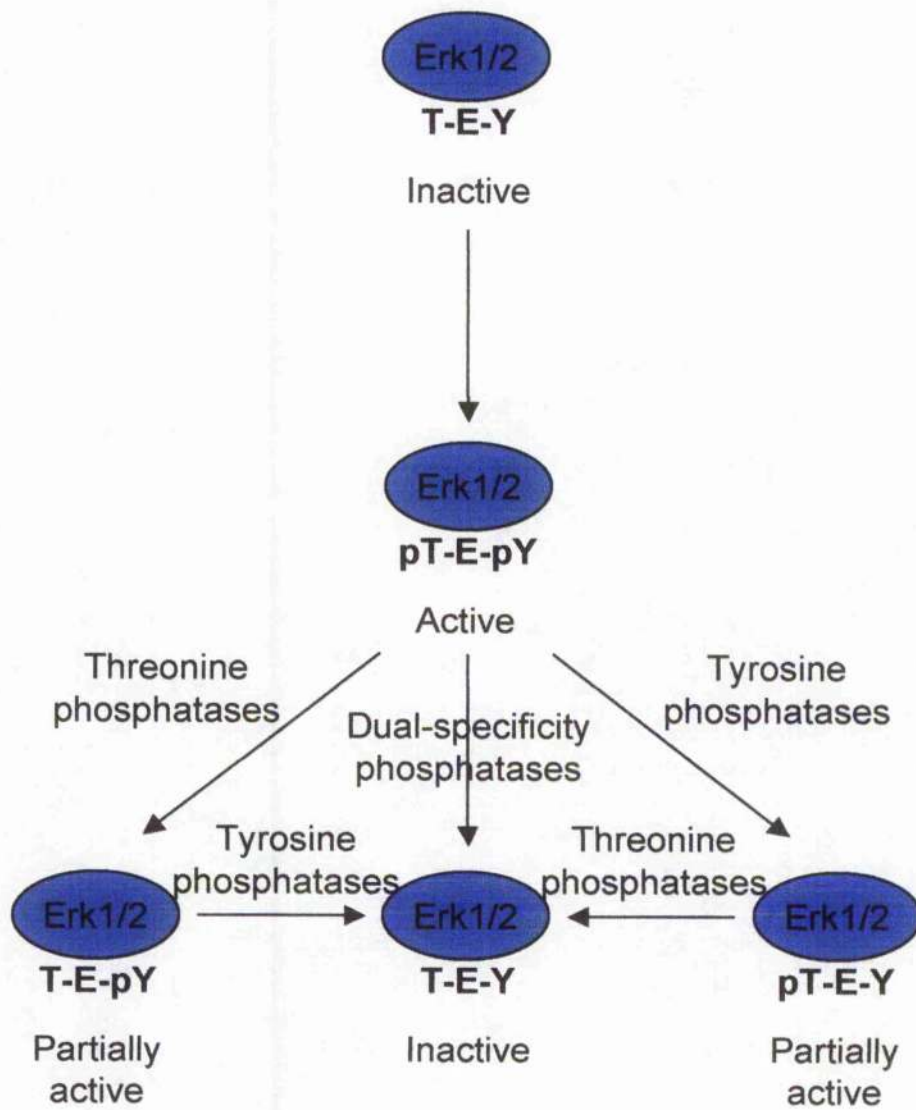 Erk1/2
T-E-Y
Inactive
Erk1/2
pT-E-pY
Active
Threonine
phosphatases
Dual-specificity
phosphatases
Tyrosine
phosphatases
Tyrosine
phosphatases
Threonine
phosphatases
Erk1/2
T-E-pY
Partially
active
Erk1/2
T-E-Y
Inactive
Erk1/2
pT-E-Y
Partially
active